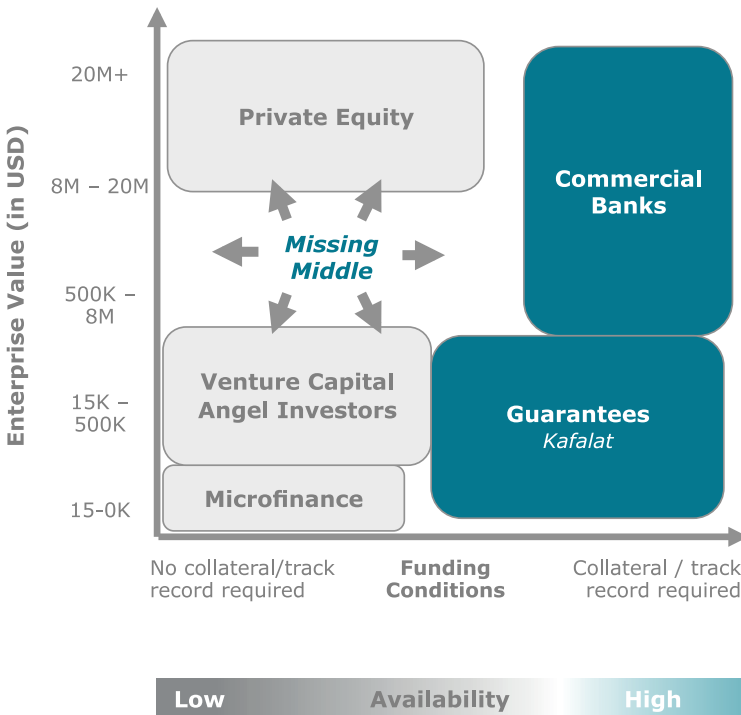 Enterprise Value (in USD)
20M+
8M – 20M
500K –
8M
15K –
500K
15-0K
Private Equity
Commercial
Banks
Missing
Middle
Venture Capital
Angel Investors
Guarantees
Kafalat
Microfinance
No collateral/track
record required
Funding
Conditions
Collateral / track
record required
Low
Availability
High